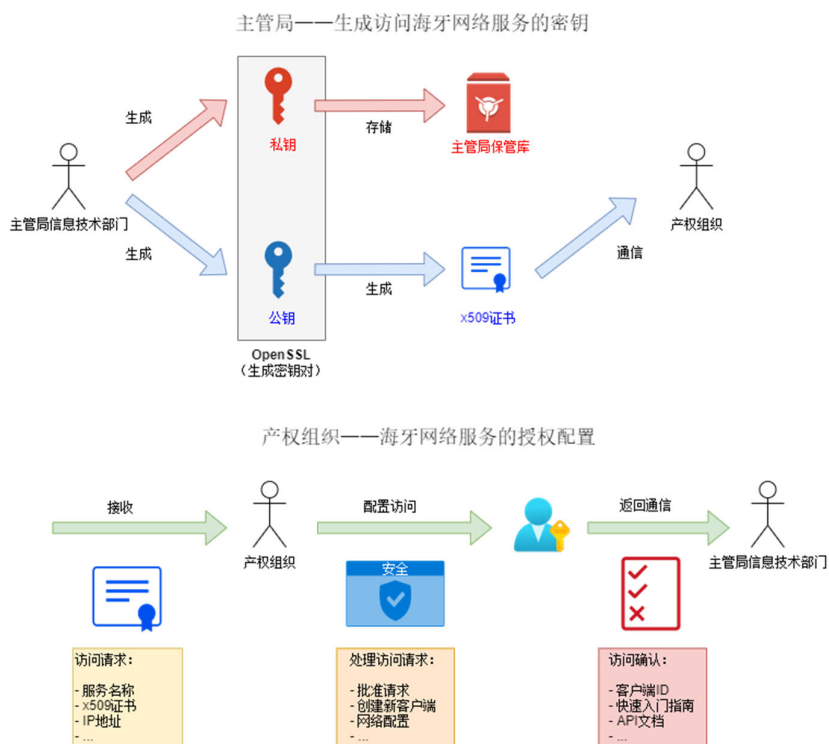 主管局——生成访问海牙网络服务的密钥
生成
私钥
存储
主管局保管库
主管局信息技术部门
产权组织
生成
公钥
生成
x509证书
通信
OpenSSL
（生成密钥对）
产权组织——海牙网络服务的授权配置
接收
配置访问
返回通信
产权组织
安全
主管局信息技术部门
访问请求：
- 服务名称
- x509证书
- IP地址
- ...
处理访问请求：
- 批准请求
- 创建新客户端
- 网络配置
- ...
访问确认：
- 客户端ID
- 快速入门指南
- API文档
- ...